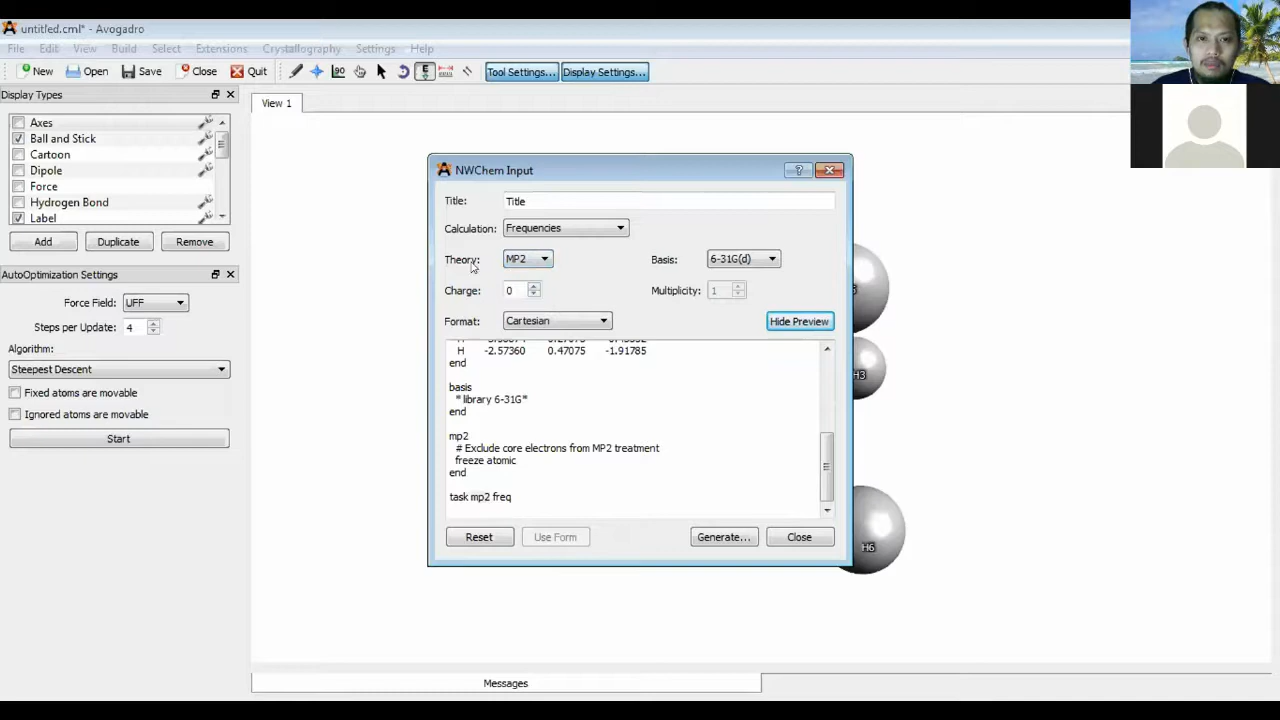 untitled.cml* - Avogadro
File Edit View Build Select Extensions Crystallography Settings Help
New Open Save Close Quit Tool Settings... Display Settings...
Display Types
View 1
Axes
Ball and Stick
Cartoon
Dipole
Force
Hydrogen Bond
Label
Add Duplicate Remove
AutoOptimization Settings
Force Field: UFF
Steps per Update: 4
Algorithm:
Steepest Descent
Fixed atoms are movable
Ignored atoms are movable
Start
NWChem Input
Title: Title
Calculation: Frequencies
Theory: MP2 Basis: 6-31G(d)
Charge: 0 Multiplicity: 1
Format: Cartesian Hide Preview
H -2.57360 0.47075 -1.91785
end
basis
* library 6-31G*
end
mp2
# Exclude core electrons from MP2 treatment
freeze atomic
end
task mp2 freq
Reset Use Form Generate... Close
H3
H6
Messages